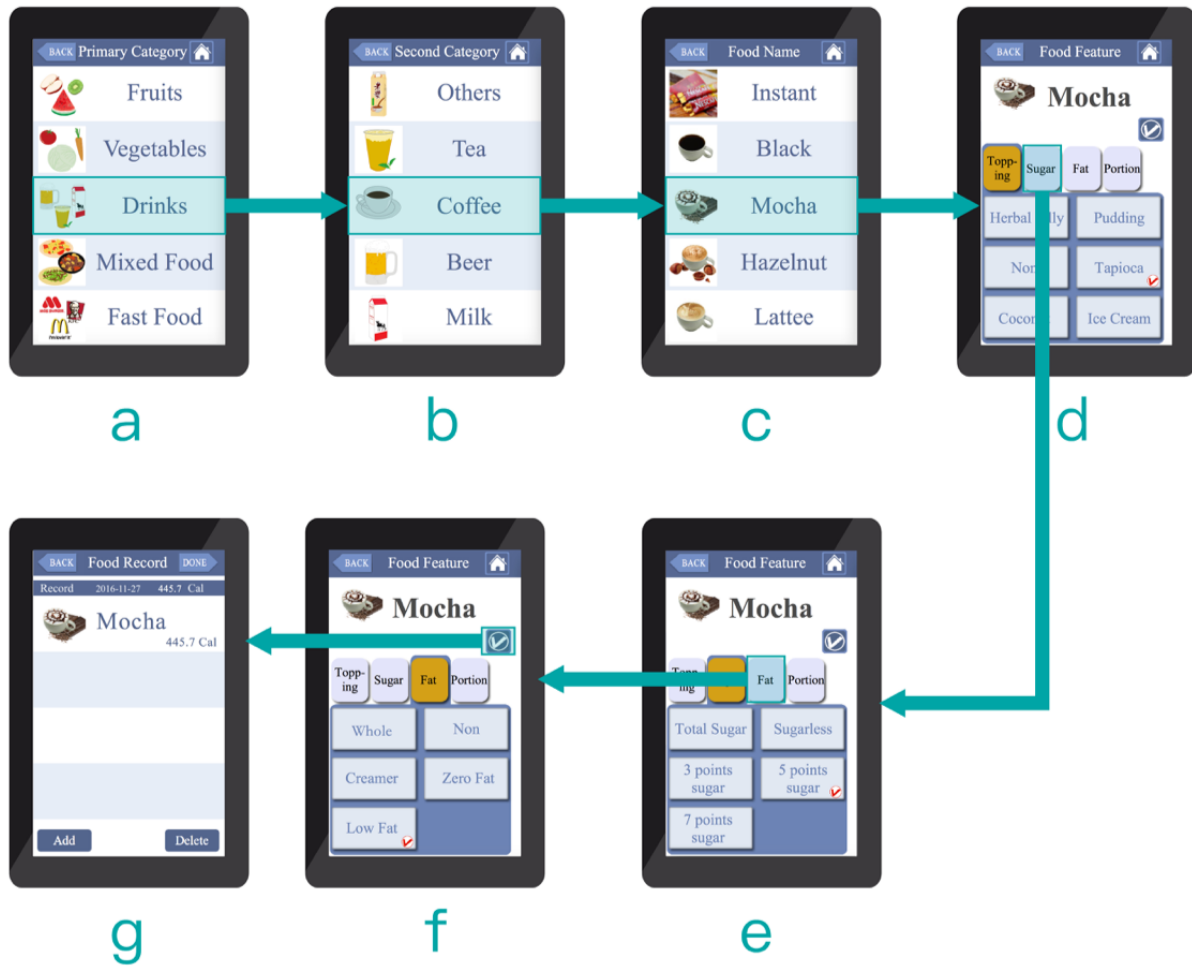 BACK Primary Category
Fruits
Vegetables
Drinks
Mixed Food
Fast Food
a
BACK Second Category
Others
Tea
Coffee
Beer
Milk
b
BACK Food Name
Instant
Black
Mocha
Hazelnut
Lattee
c
BACK Food Feature
Mocha
Topp-
ing Sugar Fat Portion
Pudding
Tapioca
Ice Cream
d
BACK Food Record DONE
Record 2016-11-27 445.7 Cal
Mocha
445.7 Cal
Add Delete
g
BACK Food Feature
Mocha
Topp-
ing Sugar Fat Portion
Whole Non
Creamer Zero Fat
Low Fat
f
BACK Food Feature
Mocha
Topp-
ing Fat Portion
Total Sugar Sugarless
3 points 5 points
sugar sugar
7 points
sugar
e